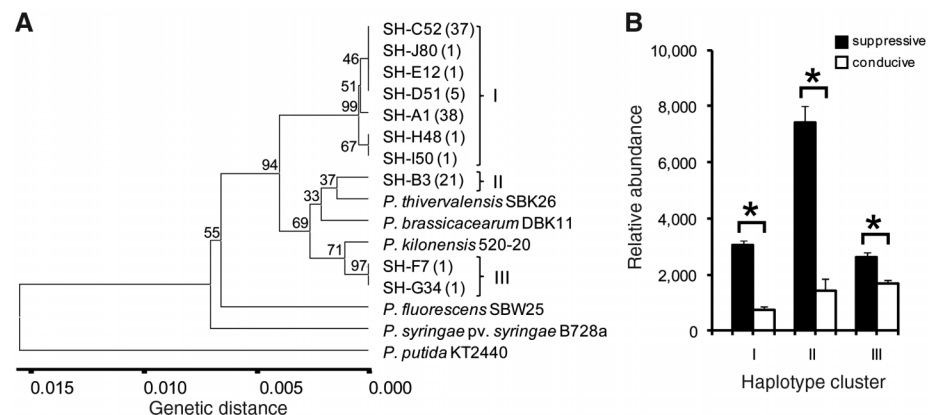 A
SH-C52 (37)
SH-J80 (1)
SH-E12 (1)
SH-D51 (5)
SH-A1 (38)
SH-H48 (1)
SH-I50 (1)
SH-B3 (21)
P. thivervalensis SBK26
P. brassicacearum DBK11
P. kilonensis 520-20
SH-F7 (1)
SH-G34 (1)
P. fluorescens SBW25
P. syringae pv. syringae B728a
P. putida KT2440
I
II
III
46
51
99
67
94
37
33
69
55
71
97
0.015 0.010 0.005 0.000
Genetic distance
B
suppressive
conducive
10,000
8,000
6,000
4,000
2,000
0
Relative abundance
* * *
I II III
Haplotype cluster